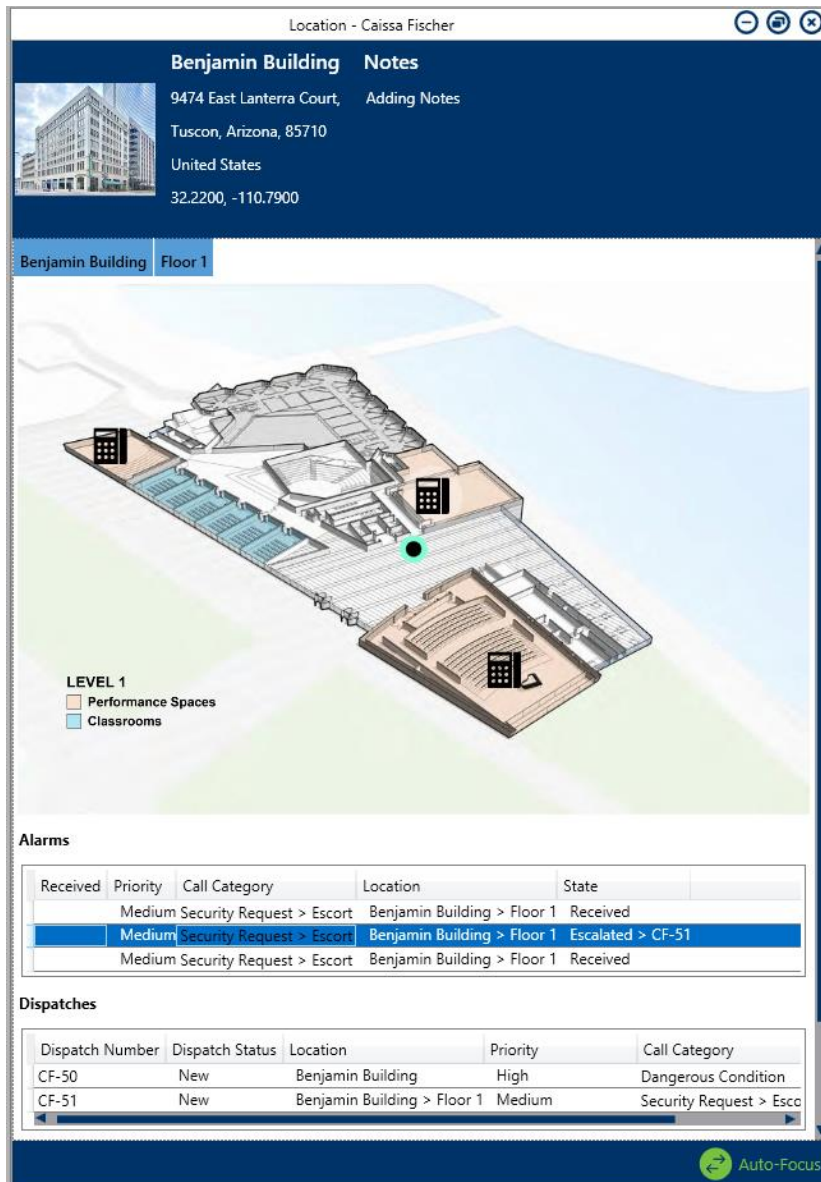 Location - Caissa Fischer
Benjamin Building Notes
9474 East Lanterra Court, Adding Notes
Tuscon, Arizona, 85710
United States
32.2200, -110.7900
Benjamin Building Floor 1
LEVEL 1
Performance Spaces
Classrooms
Alarms
Received Priority Call Category Location State
Medium Security Request > Escort Benjamin Building > Floor 1 Received
Medium Security Request > Escort Benjamin Building > Floor 1 Escalated > CF-51
Medium Security Request > Escort Benjamin Building > Floor 1 Received
Dispatches
Dispatch Number Dispatch Status Location Priority Call Category
CF-50 New Benjamin Building High Dangerous Condition
CF-51 New Benjamin Building > Floor 1 Medium Security Request > Esco
Auto-Focus